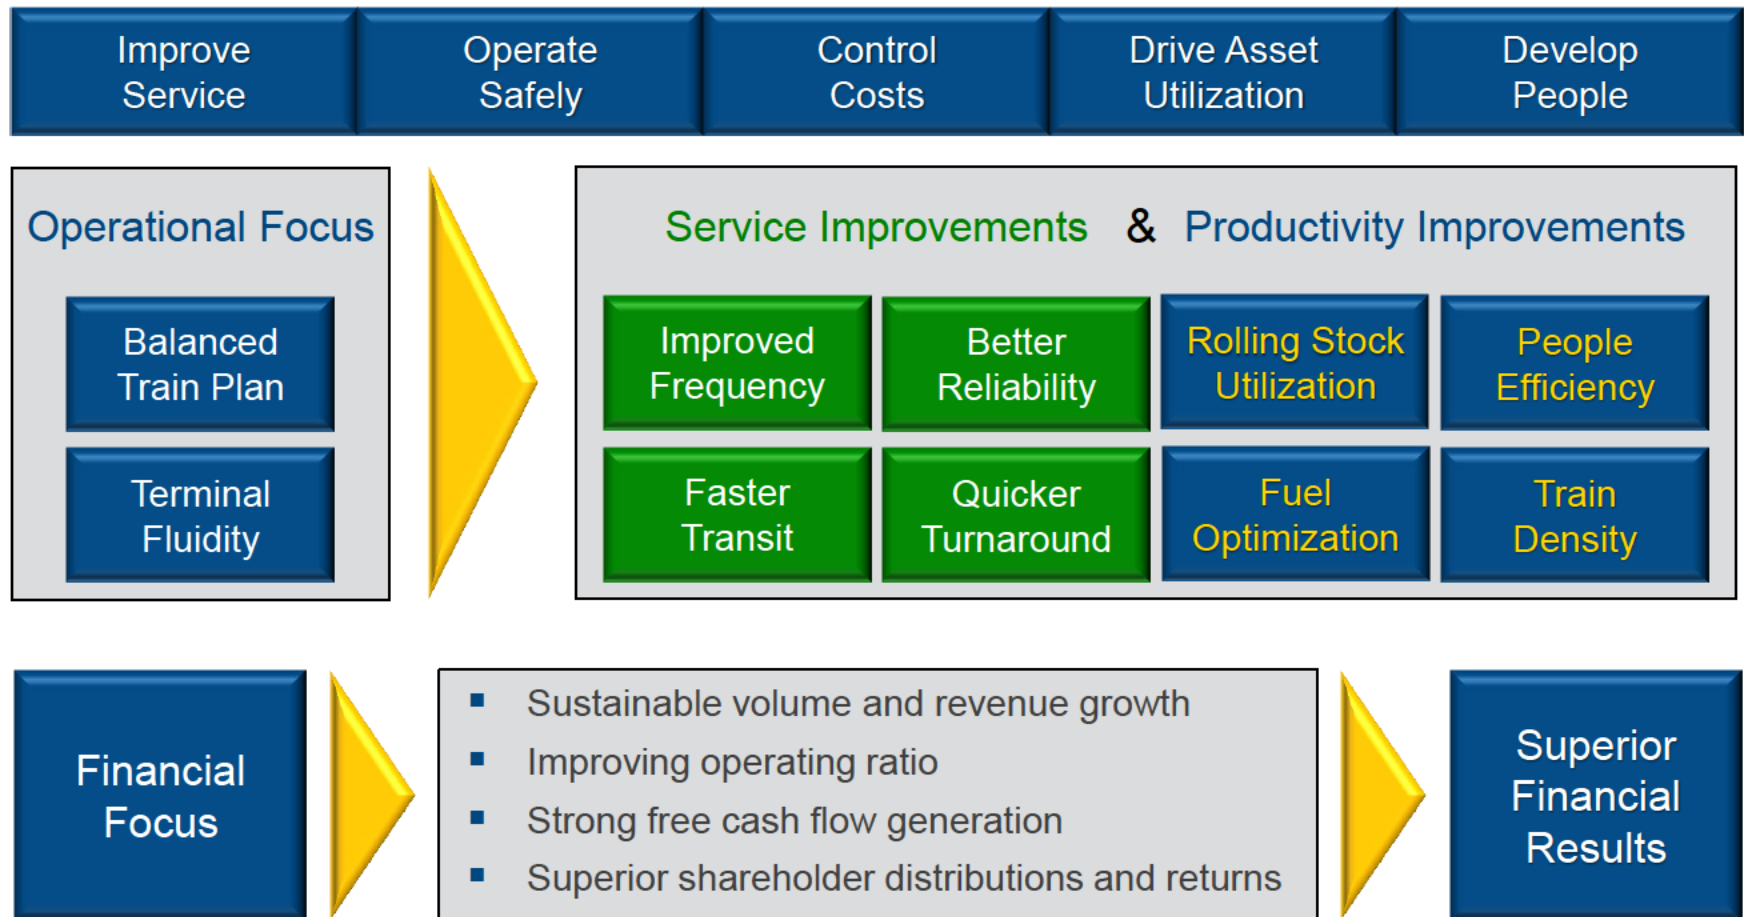 Improve
Service
Operate
Safely
Control
Costs
Drive Asset
Utilization
Develop
People
Operational Focus
Balanced
Train Plan
Terminal
Fluidity
Service Improvements & Productivity Improvements
Improved
Frequency
Better
Reliability
Rolling Stock
Utilization
People
Efficiency
Faster
Transit
Quicker
Turnaround
Fuel
Optimization
Train
Density
Financial
Focus
▪ Sustainable volume and revenue growth
▪ Improving operating ratio
▪ Strong free cash flow generation
▪ Superior shareholder distributions and returns
Superior
Financial
Results